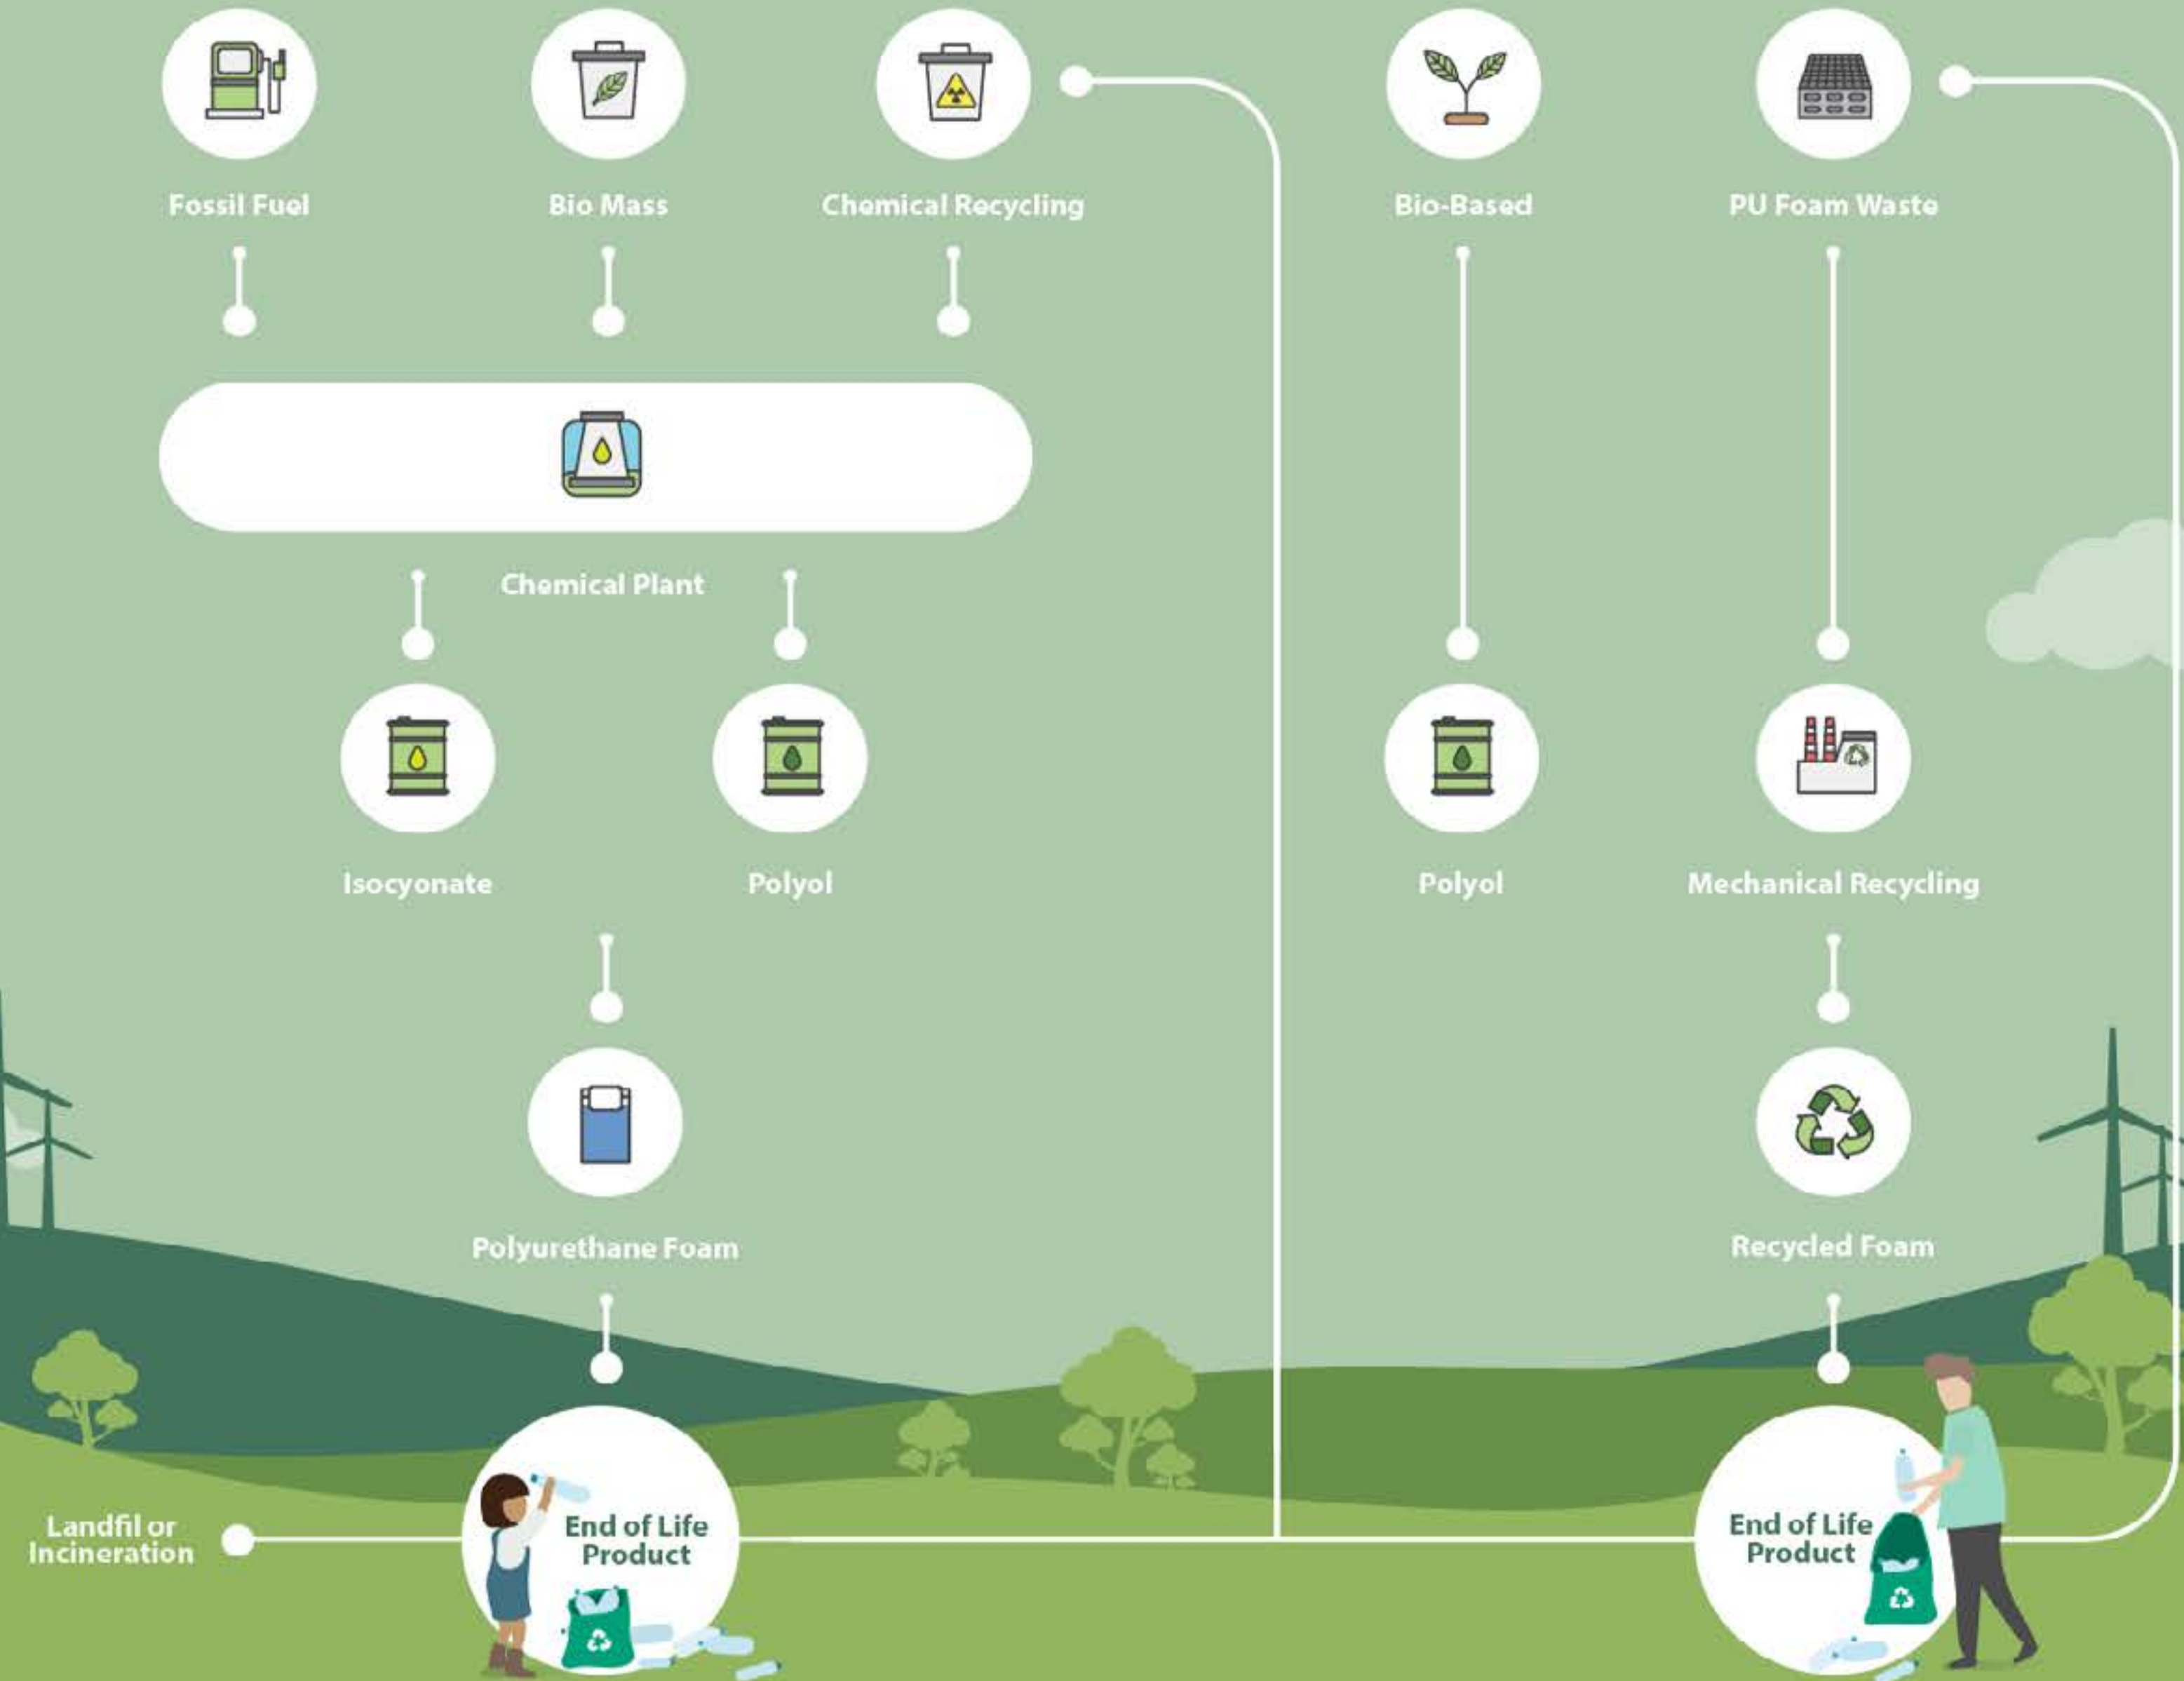 Fossil Fuel
Bio Mass
Chemical Recycling
Bio-Based
PU Foam Waste
Chemical Plant
Isocyonate
Polyol
Polyol
Mechanical Recycling
Polyurethane Foam
Recycled Foam
Landfil or
Incineration
End of Life
Product
End of Life
Product